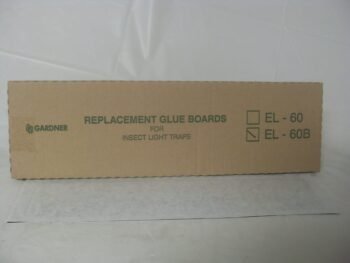 GARDNER
REPLACEMENT GLUE BOARDS
FOR
INSECT LIGHT TRAPS
EL - 60
EL - 60B